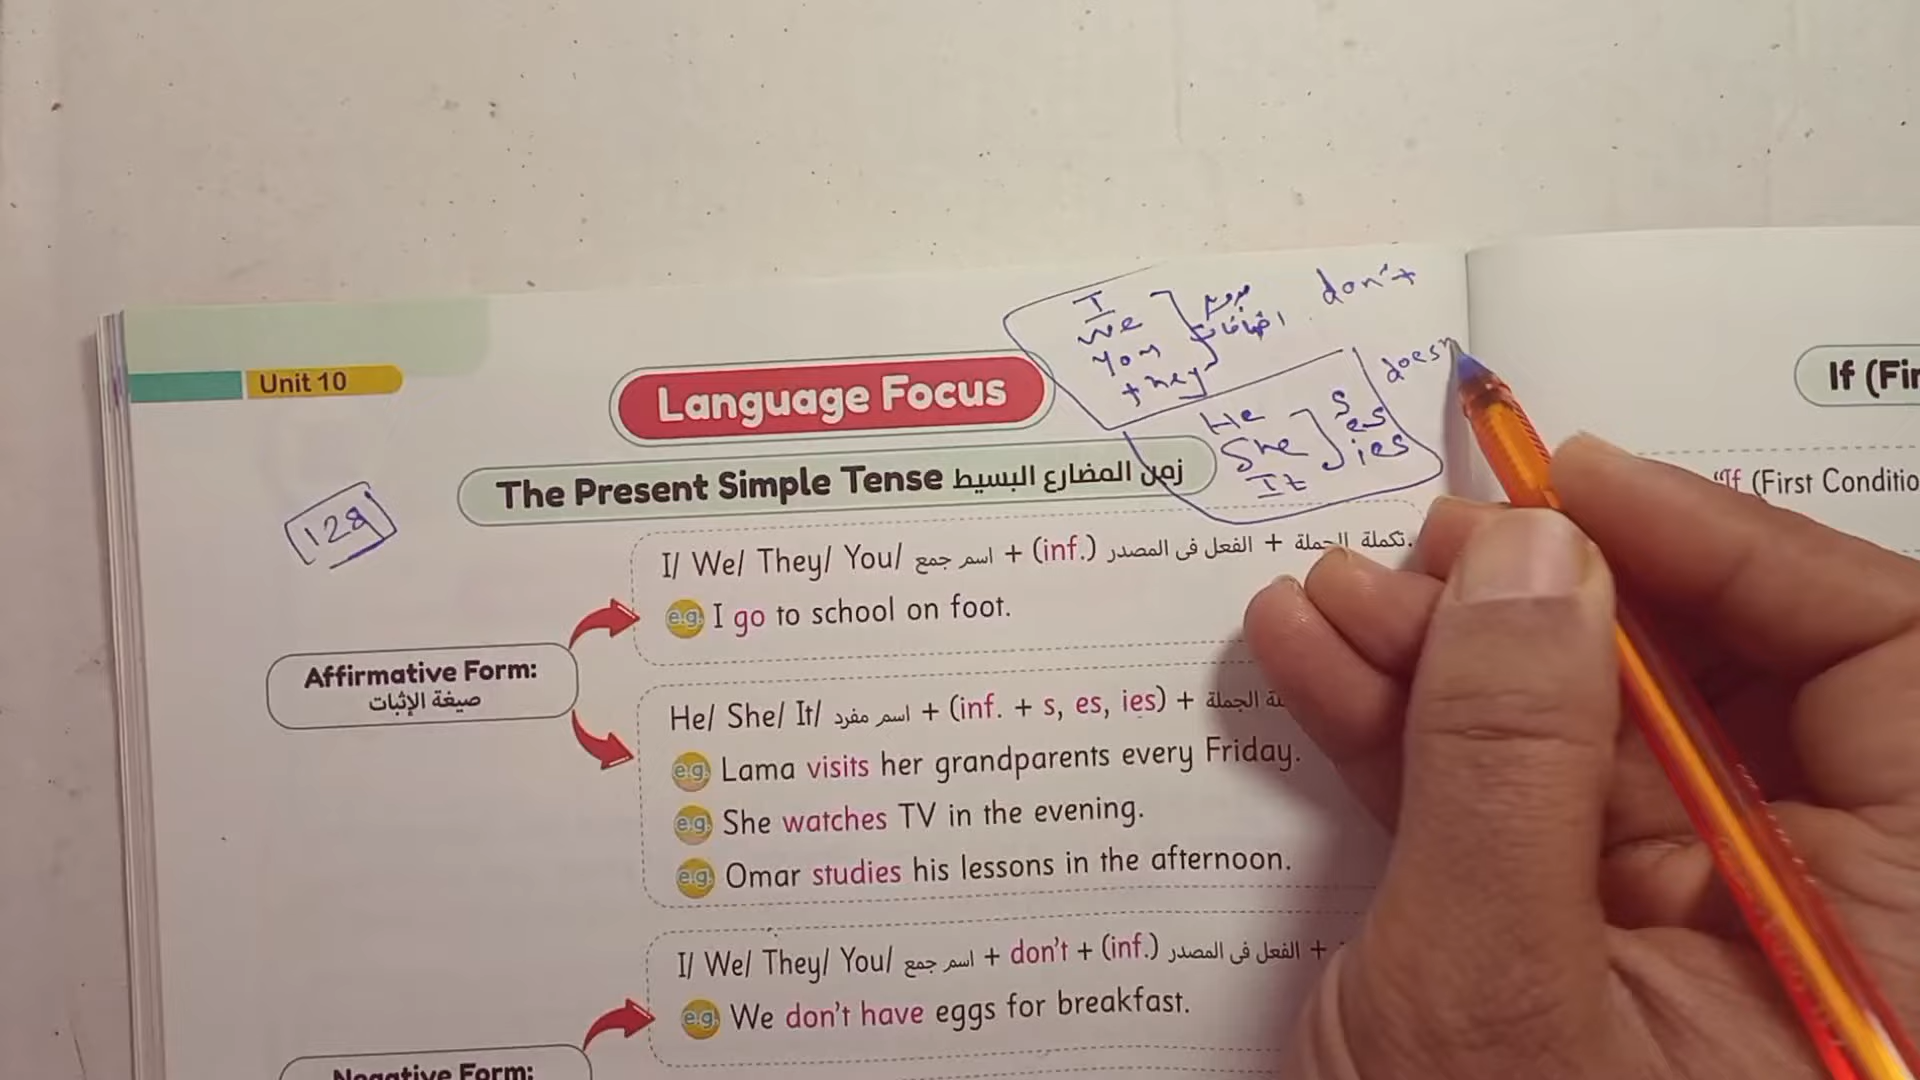 I
we
you
they
بدون
اضافات
don't
He
She
It
s
es
ies
doesn
Unit 10
Language Focus
If (Fir
The Present Simple Tense زمن المضارع البسيط
"If (First Conditio
128
I/ We/ They/ You/ اسم جمع + (inf.) الفعل فى المصدر + تكملة الجملة.
e.g. I go to school on foot.
Affirmative Form:
صيغة الإثبات
He/ She/ It/ اسم مفرد + (inf. + s, es, ies) + الجملة
e.g. Lama visits her grandparents every Friday.
e.g. She watches TV in the evening.
e.g. Omar studies his lessons in the afternoon.
I/ We/ They/ You/ اسم جمع + don't + (inf.) الفعل فى المصدر +
e.g. We don't have eggs for breakfast.
Negative Form: